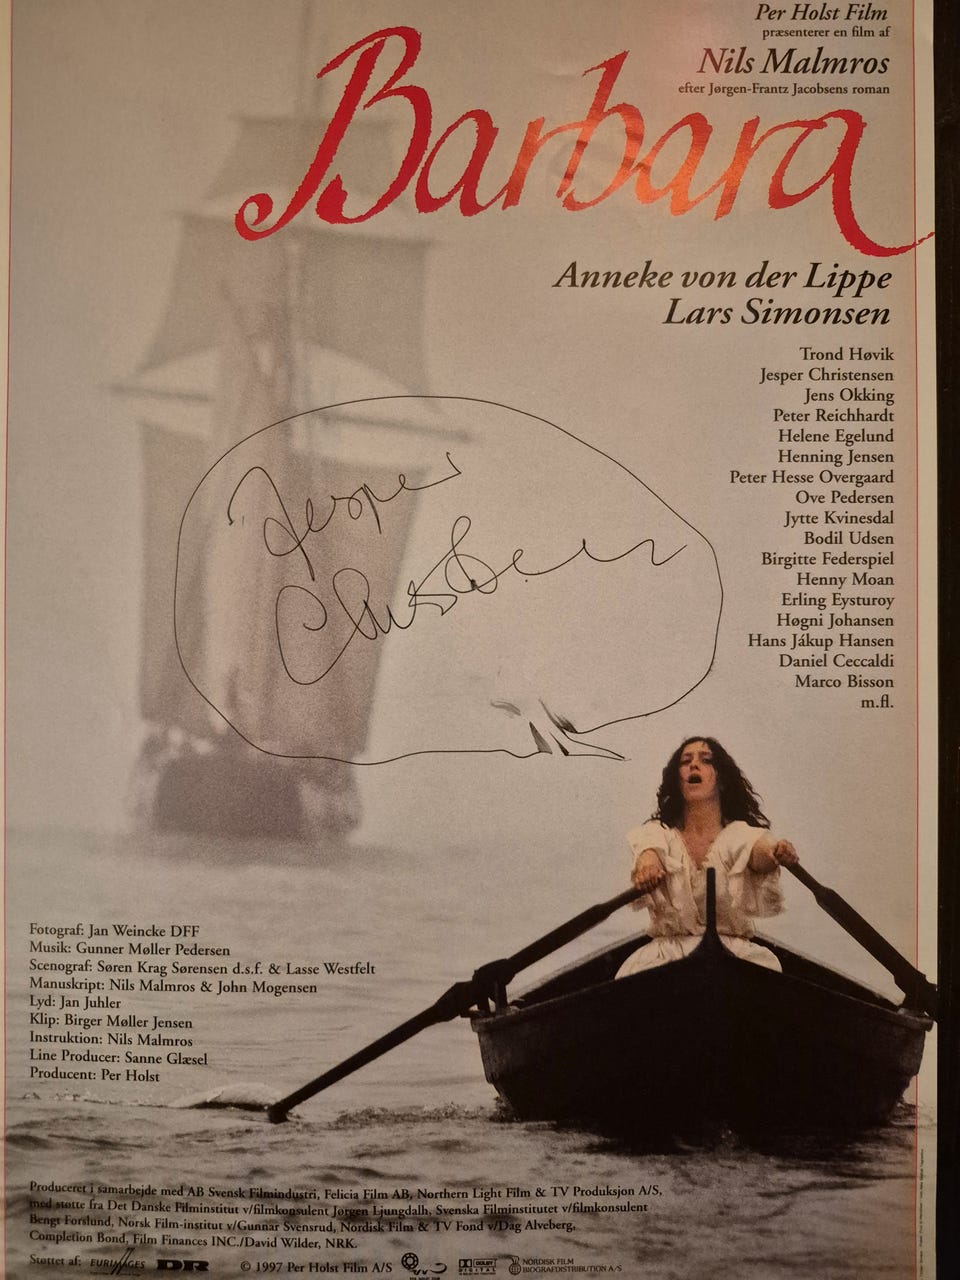 Per Holst Film
præsenterer en film af
Nils Malmros
efter Jørgen-Frantz Jacobsens roman
Barbara
Anneke von der Lippe
Lars Simonsen
Trond Høvik
Jesper Christensen
Jens Okking
Peter Reichhardt
Helene Egelund
Henning Jensen
Peter Hesse Overgaard
Ove Pedersen
Jytte Kvinesdal
Bodil Udsen
Birgitte Federspiel
Henny Moan
Erling Eysturoy
Høgni Johansen
Hans Jákup Hansen
Daniel Ceccaldi
Marco Bisson
m.fl.
Jesper
Christensen
Fotograf: Jan Weincke DFF
Musik: Gunner Møller Pedersen
Scenograf: Søren Krag Sørensen d.s.f. & Lasse Westfelt
Manuskript: Nils Malmros & John Mogensen
Lyd: Jan Juhler
Klip: Birger Møller Jensen
Instruktion: Nils Malmros
Line Producer: Sanne Glæsel
Producent: Per Holst
Produceret i samarbejde med AB Svensk Filmindustri, Felicia Film AB, Northern Light Film & TV Produksjon A/S,
med støtte fra Det Danske Filminstitut v/filmkonsulent Jørgen Ljungdalh, Svenska Filminstitutet v/filmkonsulent
Bengt Forslund, Norsk Film-institut v/Gunnar Svensrud, Nordisk Film & TV Fond v/Dag Alveberg,
Completion Bond, Film Finances INC./David Wilder, NRK.
Støttet af: EURIMAGES DR © 1997 Per Holst Film A/S DOLBY DIGITAL NORDISK FILM BIOGRAFDISTRIBUTION A/S